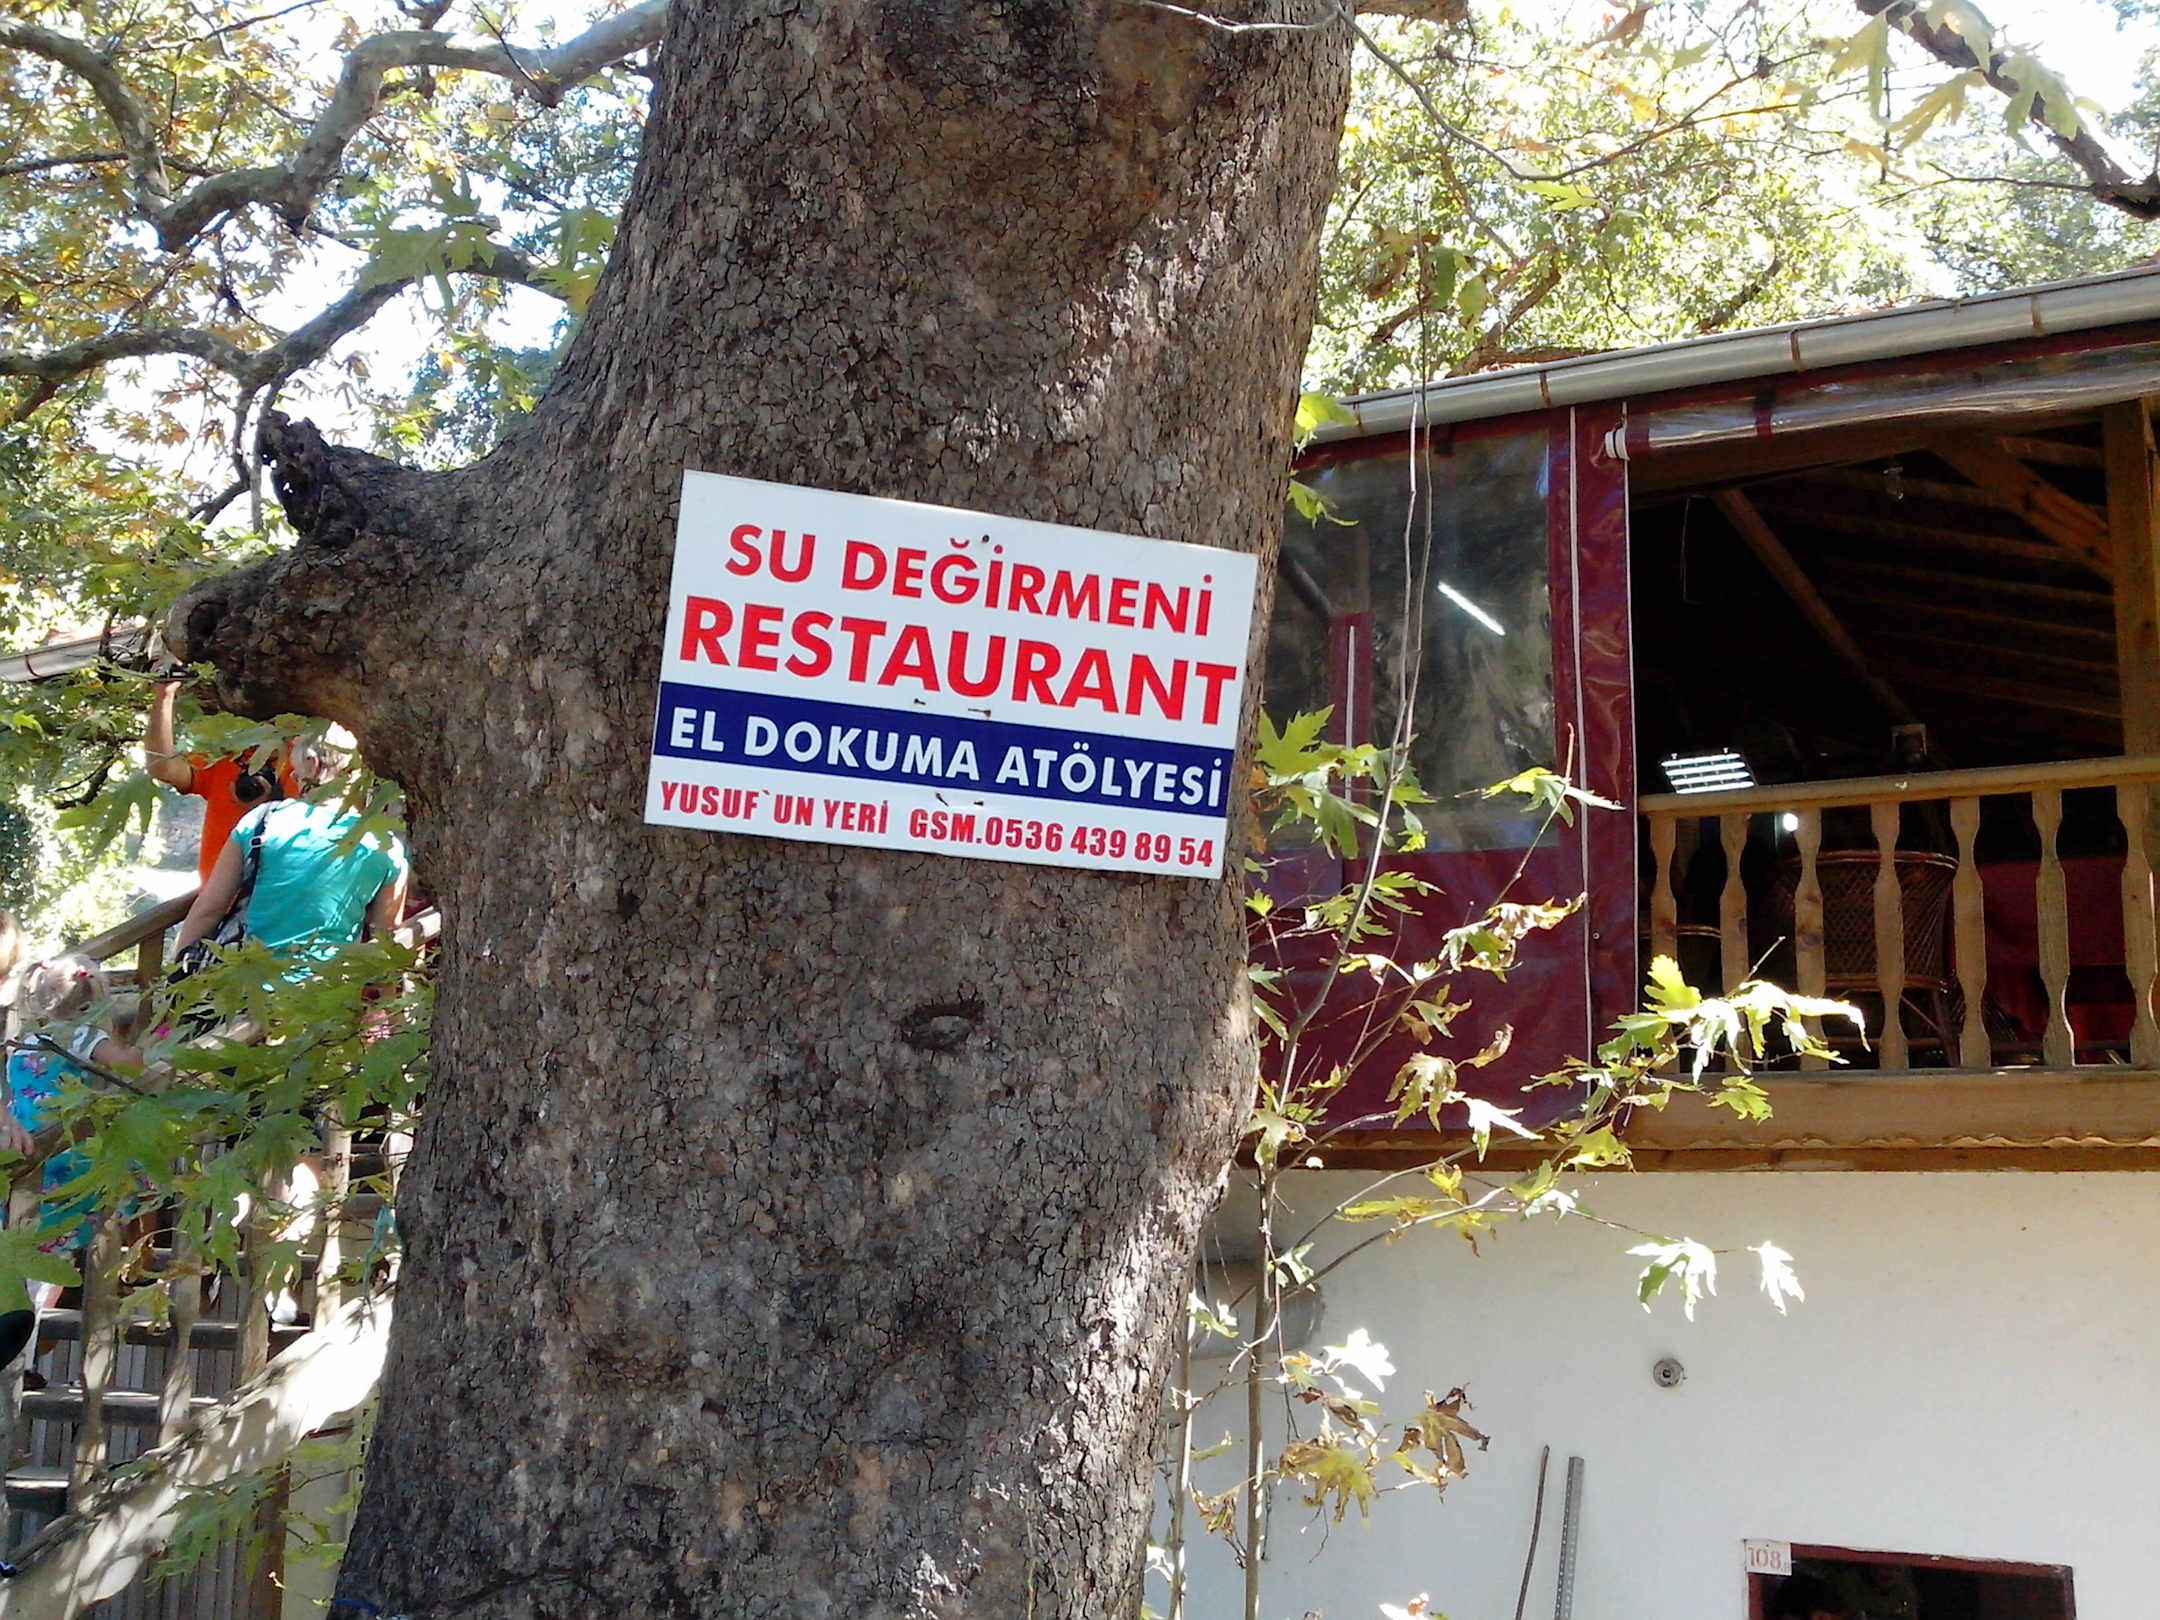 SU DEĞİRMENİ
RESTAURANT
EL DOKUMA ATÖLYESİ
YUSUF`UN YERİ GSM.0536 439 89 54
108